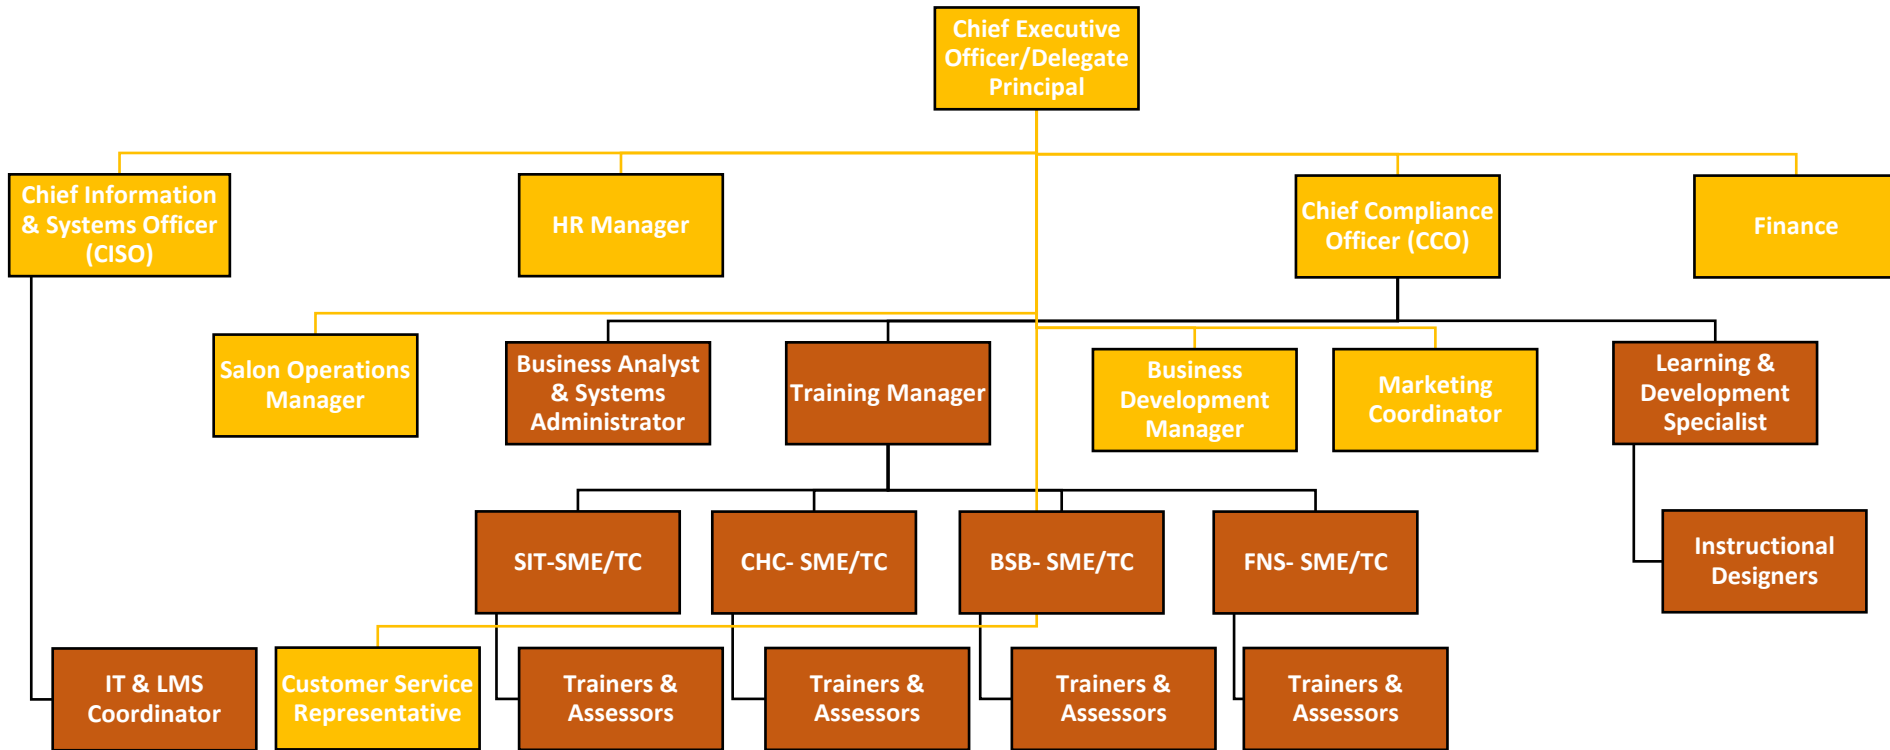 Chief Executive
Officer/Delegate
Principal
Chief Information
& Systems Officer
(CISO)
HR Manager
Chief Compliance
Officer (CCO)
Finance
Salon Operations
Manager
Business Analyst
& Systems
Administrator
Training Manager
Business
Development
Manager
Marketing
Coordinator
Learning &
Development
Specialist
SIT-SME/TC
CHC- SME/TC
BSB- SME/TC
FNS- SME/TC
Instructional
Designers
IT & LMS
Coordinator
Customer Service
Representative
Trainers &
Assessors
Trainers &
Assessors
Trainers &
Assessors
Trainers &
Assessors